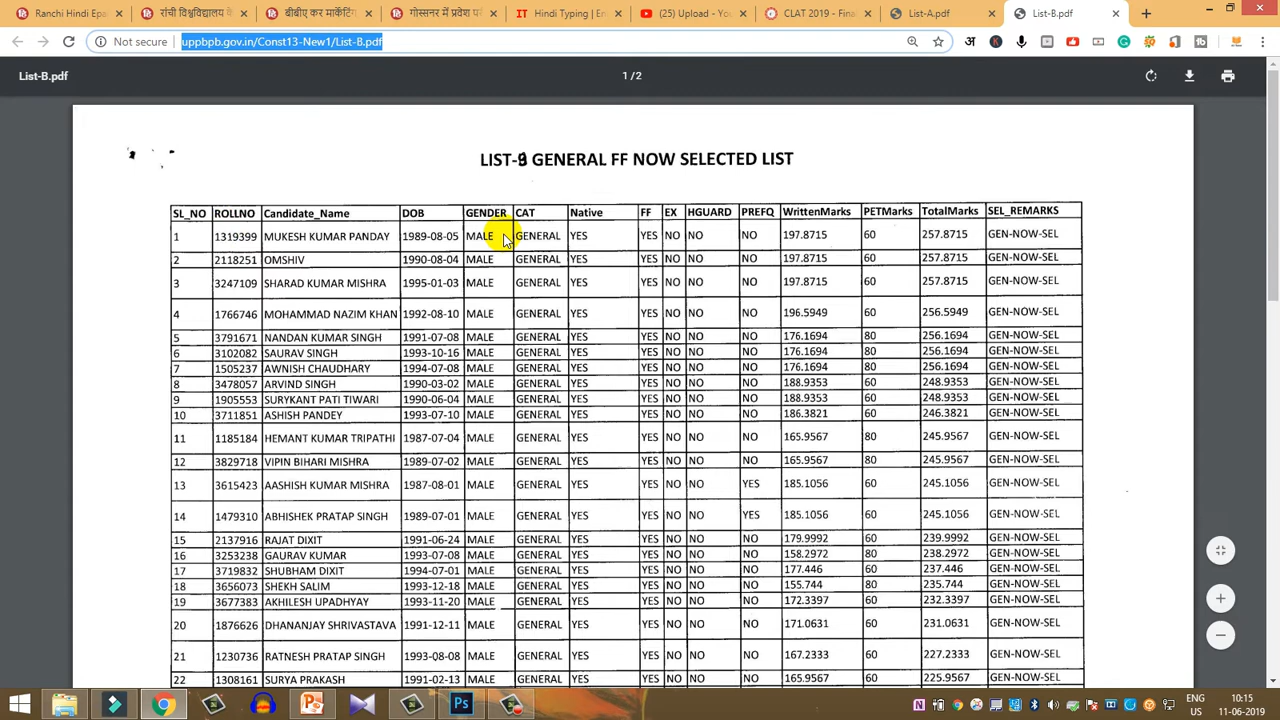 Ranchi Hindi Epa
रांची विश्वविद्यालय के
बीबीए कर मार्केटिंग
गोस्सनर में प्रवेश प
Hindi Typing | En
(25) Upload - Yo
CLAT 2019 - Fina
List-A.pdf
List-B.pdf
Not secure uppbpb.gov.in/Const13-New1/List-B.pdf
List-B.pdf 1 / 2
LIST-B GENERAL FF NOW SELECTED LIST
SL_NO ROLLNO Candidate_Name DOB GENDER CAT Native FF EX HGUARD PREFQ WrittenMarks PETMarks TotalMarks SEL_REMARKS
1 1319399 MUKESH KUMAR PANDAY 1989-08-05 MALE GENERAL YES YES NO NO NO 197.8715 60 257.8715 GEN-NOW-SEL
2 2118251 OMSHIV 1990-08-04 MALE GENERAL YES YES NO NO NO 197.8715 60 257.8715 GEN-NOW-SEL
3 3247109 SHARAD KUMAR MISHRA 1995-01-03 MALE GENERAL YES YES NO NO NO 197.8715 60 257.8715 GEN-NOW-SEL
4 1766746 MOHAMMAD NAZIM KHAN 1992-08-10 MALE GENERAL YES YES NO NO NO 196.5949 60 256.5949 GEN-NOW-SEL
5 3791671 NANDAN KUMAR SINGH 1991-07-08 MALE GENERAL YES YES NO NO NO 176.1694 80 256.1694 GEN-NOW-SEL
6 3102082 SAURAV SINGH 1993-10-16 MALE GENERAL YES YES NO NO NO 176.1694 80 256.1694 GEN-NOW-SEL
7 1505237 AWNISH CHAUDHARY 1994-07-08 MALE GENERAL YES YES NO NO NO 176.1694 80 256.1694 GEN-NOW-SEL
8 3478057 ARVIND SINGH 1990-03-02 MALE GENERAL YES YES NO NO NO 188.9353 60 248.9353 GEN-NOW-SEL
9 1905553 SURYKANT PATI TIWARI 1990-06-04 MALE GENERAL YES YES NO NO NO 188.9353 60 248.9353 GEN-NOW-SEL
10 3711851 ASHISH PANDEY 1993-07-10 MALE GENERAL YES YES NO NO NO 186.3821 60 246.3821 GEN-NOW-SEL
11 1185184 HEMANT KUMAR TRIPATHI 1987-07-04 MALE GENERAL YES YES NO NO NO 165.9567 80 245.9567 GEN-NOW-SEL
12 3829718 VIPIN BIHARI MISHRA 1989-07-02 MALE GENERAL YES YES NO NO NO 165.9567 80 245.9567 GEN-NOW-SEL
13 3615423 AASHISH KUMAR MISHRA 1987-08-01 MALE GENERAL YES YES NO NO YES 185.1056 60 245.1056 GEN-NOW-SEL
14 1479310 ABHISHEK PRATAP SINGH 1989-07-01 MALE GENERAL YES YES NO NO YES 185.1056 60 245.1056 GEN-NOW-SEL
15 2137916 RAJAT DIXIT 1991-06-24 MALE GENERAL YES YES NO NO NO 179.9992 60 239.9992 GEN-NOW-SEL
16 3253238 GAURAV KUMAR 1993-07-08 MALE GENERAL YES YES NO NO NO 158.2972 80 238.2972 GEN-NOW-SEL
17 3719832 SHUBHAM DIXIT 1994-07-01 MALE GENERAL YES YES NO NO NO 177.446 60 237.446 GEN-NOW-SEL
18 3656073 SHEKH SALIM 1993-12-18 MALE GENERAL YES YES NO NO NO 155.744 80 235.744 GEN-NOW-SEL
19 3677383 AKHILESH UPADHYAY 1993-11-20 MALE GENERAL YES YES NO NO NO 172.3397 60 232.3397 GEN-NOW-SEL
20 1876626 DHANANJAY SHRIVASTAVA 1991-12-11 MALE GENERAL YES YES NO NO NO 171.0631 60 231.0631 GEN-NOW-SEL
21 1230736 RATNESH PRATAP SINGH 1993-08-08 MALE GENERAL YES YES NO NO NO 167.2333 60 227.2333 GEN-NOW-SEL
22 1308161 SURYA PRAKASH 1991-02-13 MALE GENERAL YES YES NO NO NO 165.9567 60 225.9567 GEN-NOW-SEL
ENG 10:15
US 11-06-2019